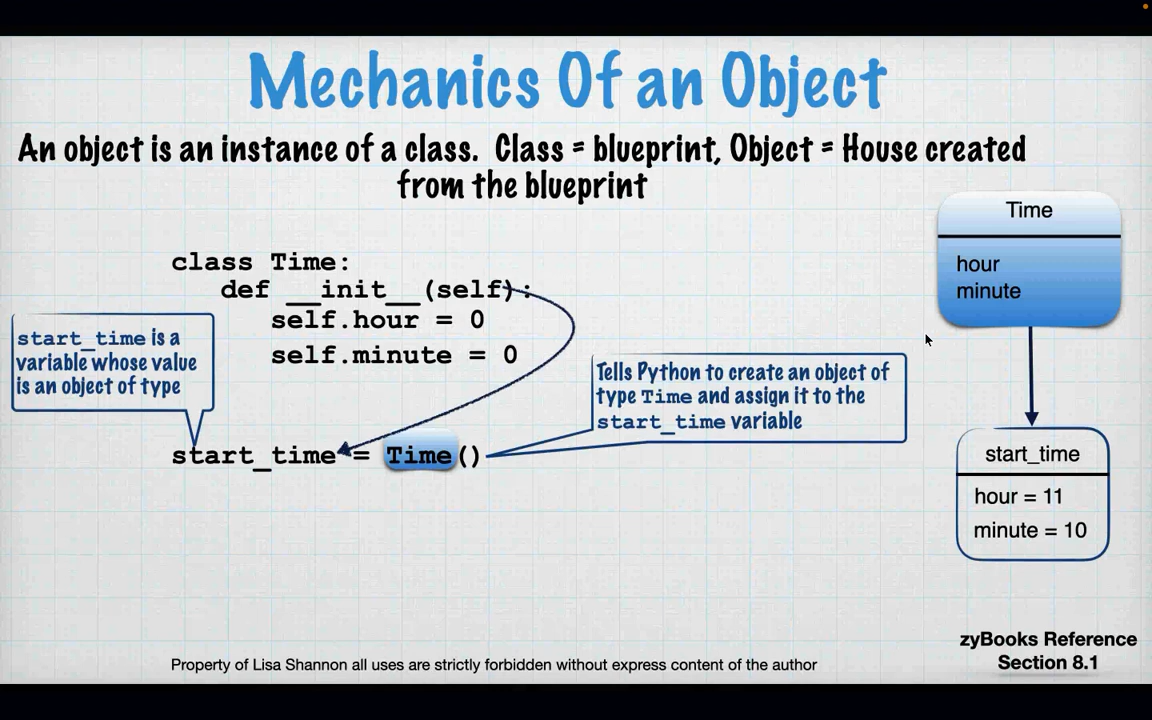 Mechanics Of an Object
An object is an instance of a class. Class = blueprint, Object = House created
from the blueprint
class Time:
def __init__(self):
self.hour = 0
self.minute = 0
start_time is a
variable whose value
is an object of type
Tells Python to create an object of
type Time and assign it to the
start_time variable
start_time = Time()
Time
hour
minute
start_time
hour = 11
minute = 10
zyBooks Reference
Section 8.1
Property of Lisa Shannon all uses are strictly forbidden without express content of the author